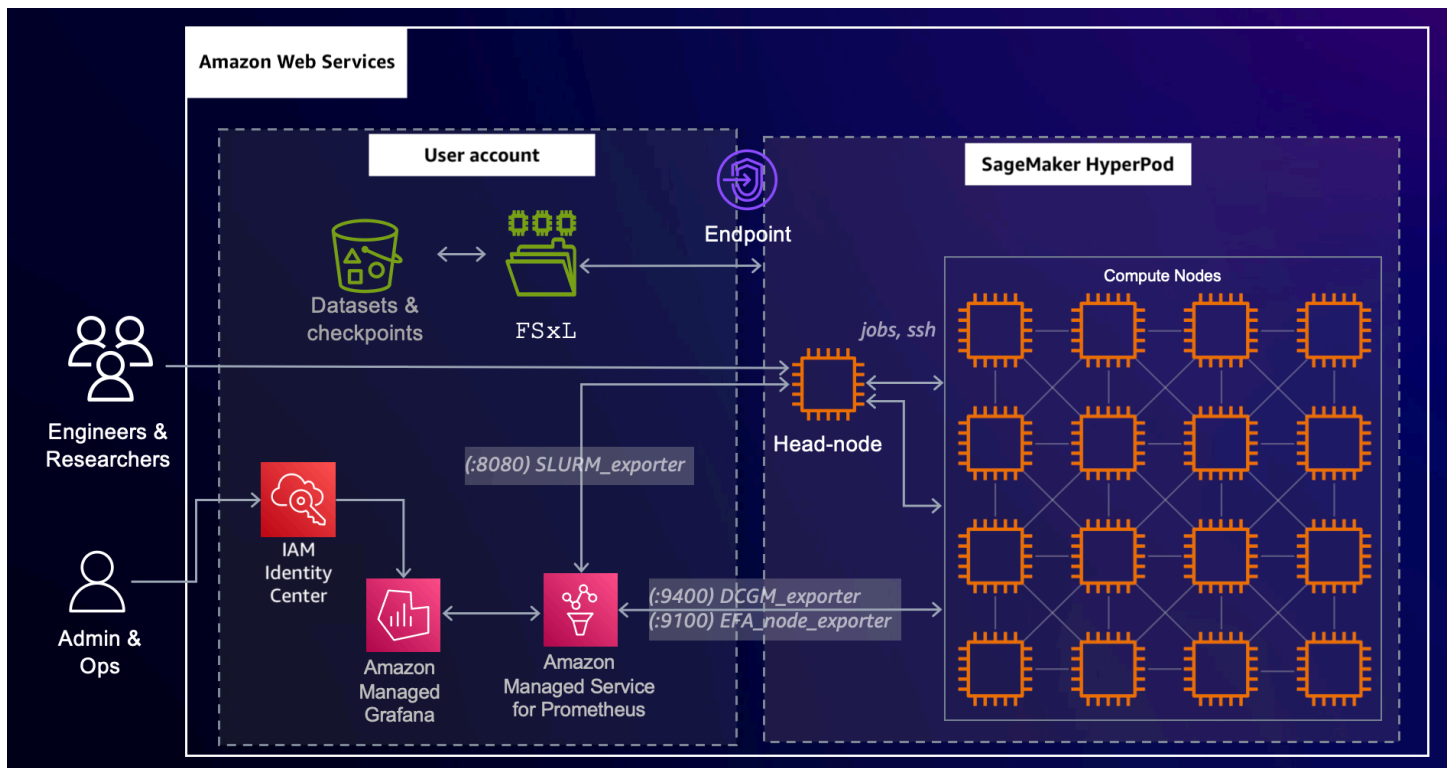 Amazon Web Services
User account
SageMaker HyperPod
Endpoint
Compute Nodes
Datasets &
checkpoints
FSxL
jobs, ssh
Engineers &
Researchers
Head-node
(:8080) SLURM_exporter
IAM
Identity
Center
Admin &
Ops
(:9400) DCGM_exporter
(:9100) EFA_node_exporter
Amazon
Managed
Grafana
Amazon
Managed Service
for Prometheus